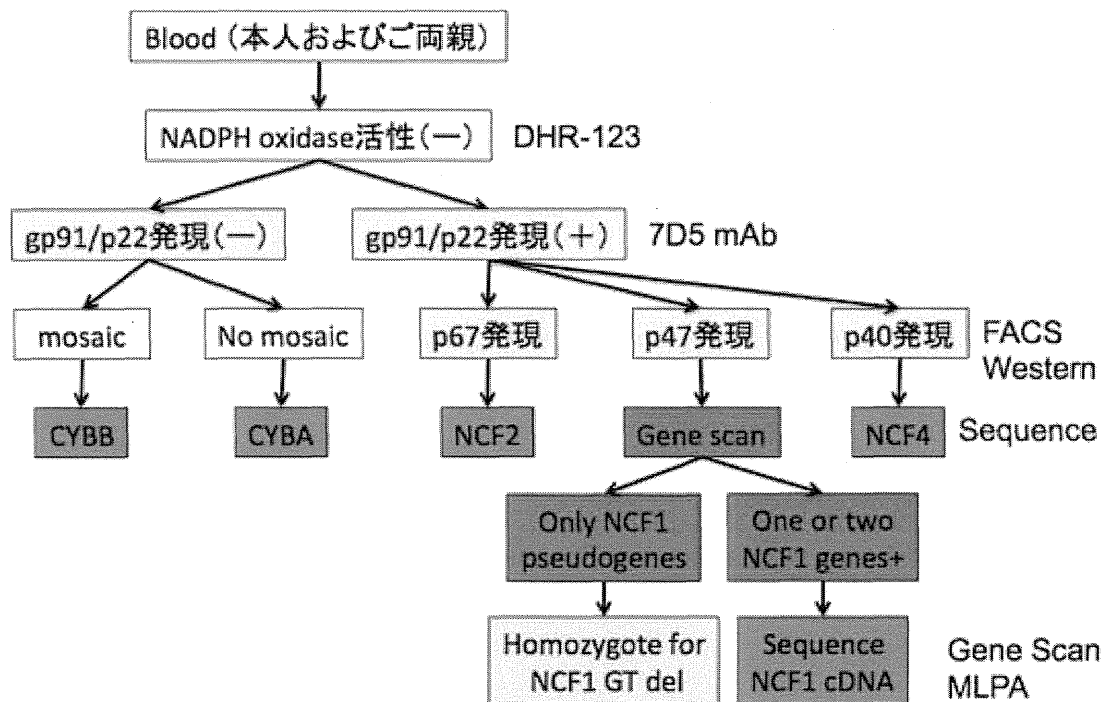 Blood (本人およびご両親)
NADPH oxidase活性(ー) DHR-123
gp91/p22発現(ー) gp91/p22発現(+) 7D5 mAb
mosaic No mosaic p67発現 p47発現 p40発現 FACS
Western
CYBB CYBA NCF2 Gene scan NCF4 Sequence
Only NCF1
pseudogenes
One or two
NCF1 genes+
Homozygote for
NCF1 GT del
Sequence
NCF1 cDNA
Gene Scan
MLPA